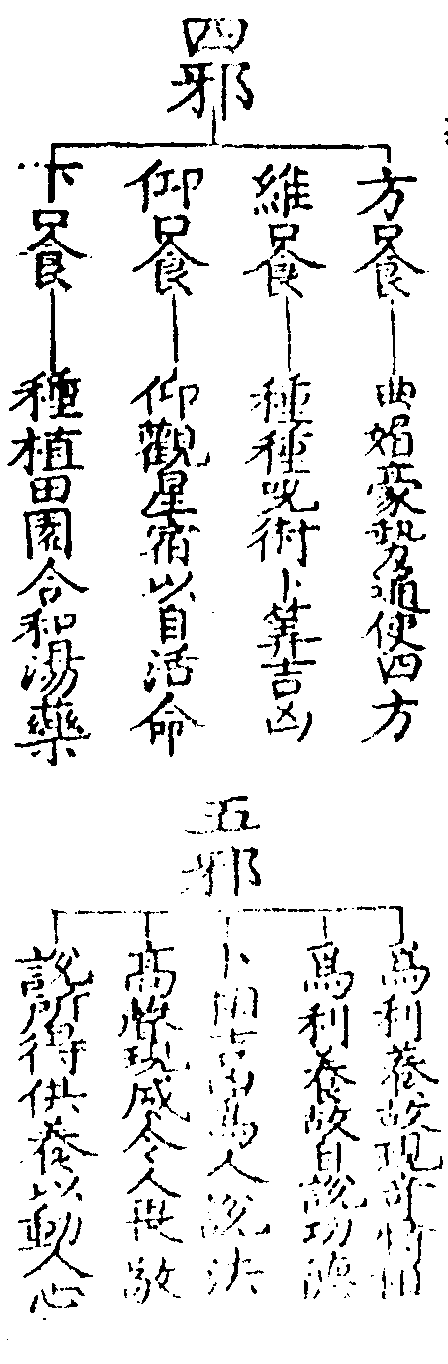 四邪
方口食
曲媚豪勢通使四方
維口食
種種呪術卜筭吉凶
仰口食
仰觀星宿以自活命
下口食
種植田園合和湯藥
五邪
爲利養故現奇特相
爲利養故自說功德
卜相吉凶爲人說法
高聲現威令人畏敬
說所得供養以動人心